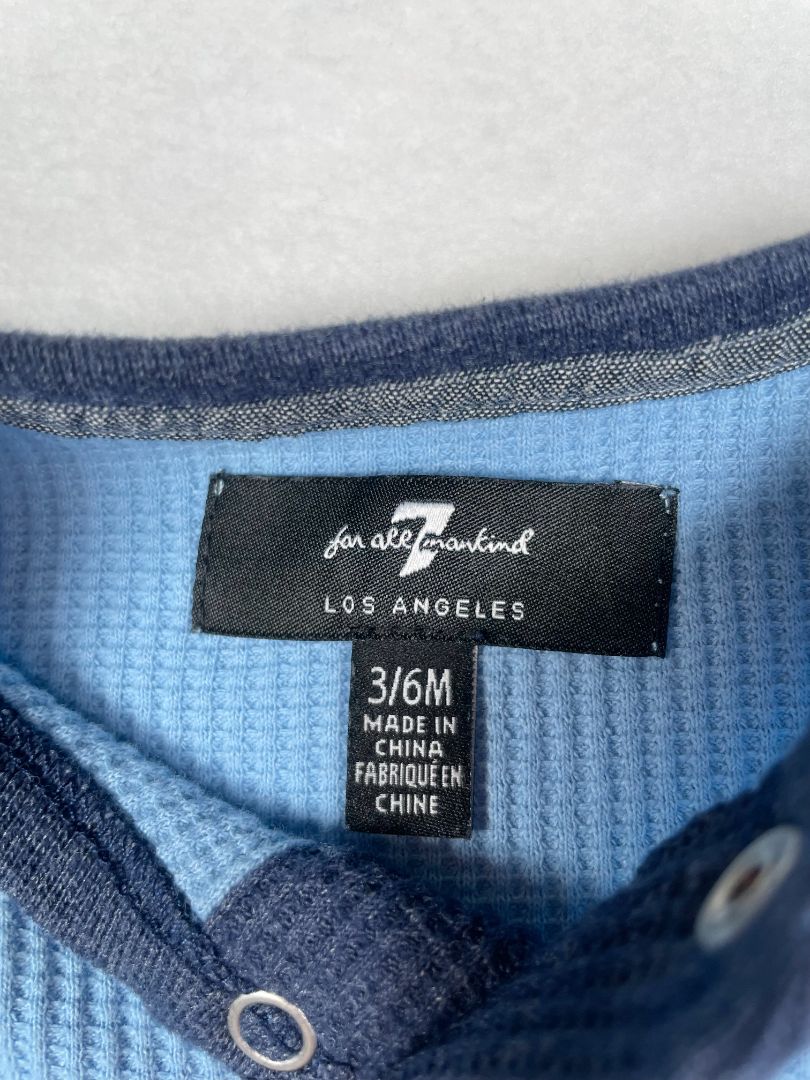 for all 7 mankind
LOS ANGELES
3/6M
MADE IN
CHINA
FABRIQUÉ EN
CHINE